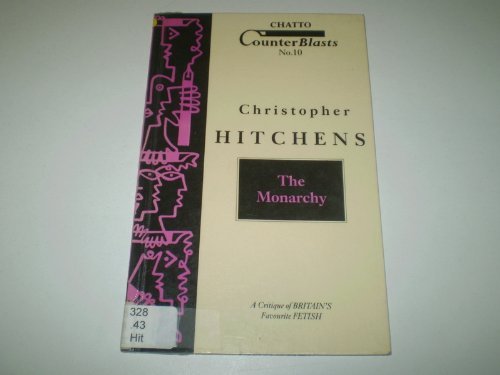 CHATTO
CounterBlasts
No.10
Christopher
HITCHENS
The
Monarchy
A Critique of BRITAIN'S
Favourite FETISH
328
.43
Hit